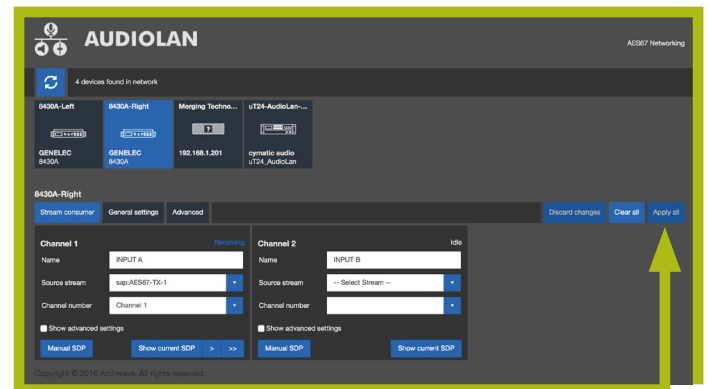 AUDIOLAN
AES67 Networking
4 devices found in network
8430A-Left 8430A-Right Merging Techno... uT24-AudioLan-...
?
GENELEC GENELEC 192.168.1.201 cymatic audio
8430A 8430A uT24_AudioLan
8430A-Right
Stream consumer General settings Advanced Discard changes Clear all Apply all
Channel 1 Receiving Channel 2 Idle
Name INPUT A Name INPUT B
Source stream sap:AES67-TX-1 Source stream -- Select Stream --
Channel number Channel 1 Channel number
Show advanced settings Show advanced settings
Manual SDP Show current SDP > >> Manual SDP Show current SDP
Copyright © 2016 Archwave. All rights reserved.